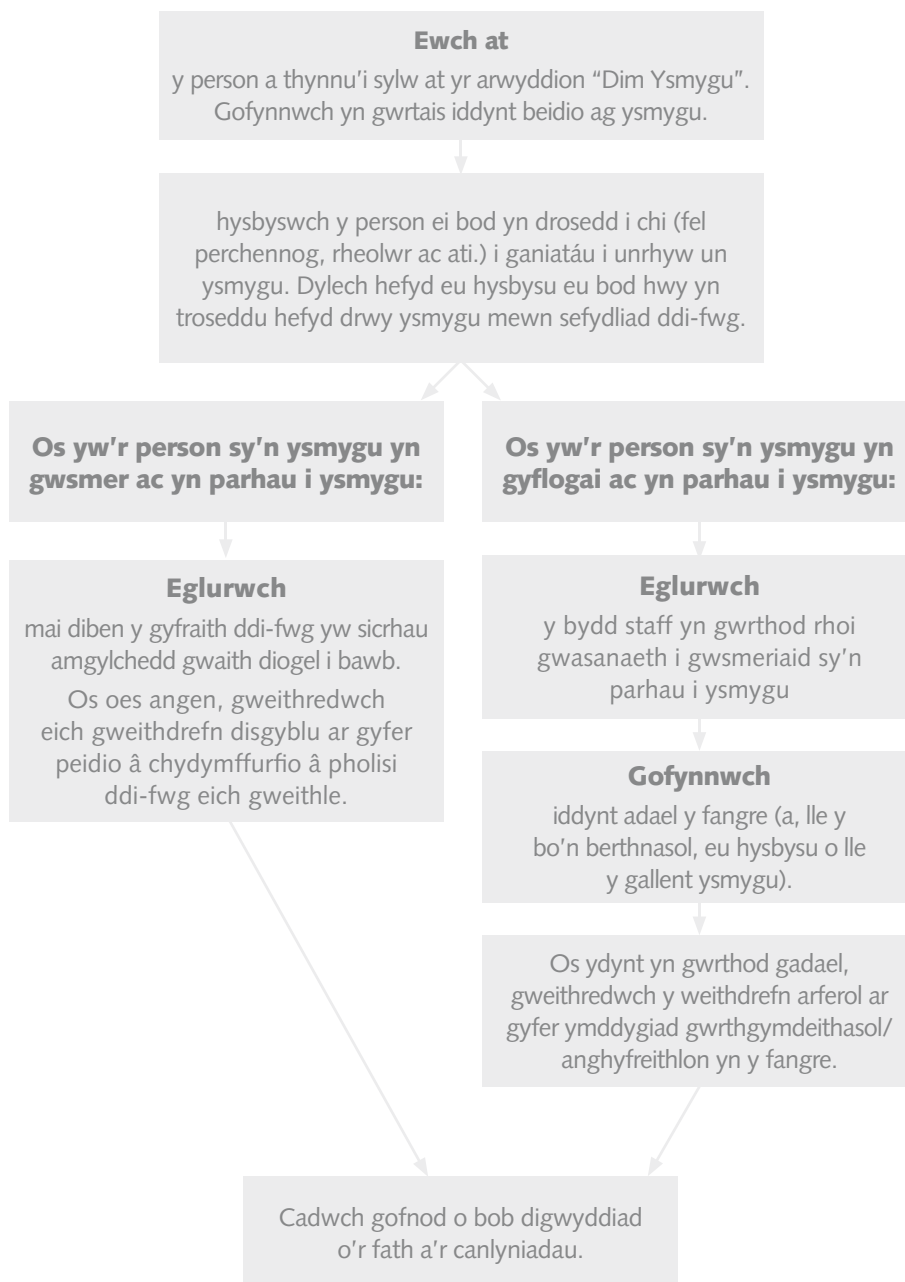 Ewch at
y person a thynnu'i sylw at yr arwyddion “Dim Ysmygu”.
Gofynnwch yn gwrtais iddynt beidio ag ysmygu.
hysbyswch y person ei bod yn drosedd i chi (fel
perchennog, rheolwr ac ati.) i ganiatáu i unrhyw un
ysmygu. Dylech hefyd eu hysbysu eu bod hwy yn
troseddu hefyd drwy ysmygu mewn sefydliad ddi-fwg.
Os yw'r person sy'n ysmygu yn
gwsmer ac yn parhau i ysmygu:
Eglurwch
mai diben y gyfraith ddi-fwg yw sicrhau
amgylchedd gwaith diogel i bawb.
Os oes angen, gweithredwch
eich gweithdrefn disgyblu ar gyfer
peidio â chydymffurfio â pholisi
ddi-fwg eich gweithle.
Os yw'r person sy'n ysmygu yn
gyflogai ac yn parhau i ysmygu:
Eglurwch
y bydd staff yn gwrthod rhoi
gwasanaeth i gwsmeriaid sy'n
parhau i ysmygu
Gofynnwch
iddynt adael y fangre (a, lle y
bo'n berthnasol, eu hysbysu o lle
y gallent ysmygu).
Os ydynt yn gwrthod gadael,
gweithredwch y weithdrefn arferol ar
gyfer ymddygiad gwrthgymdeithasol/
anghyfreithlon yn y fangre.
Cadwch gofnod o bob digwyddiad
o'r fath a'r canlyniadau.